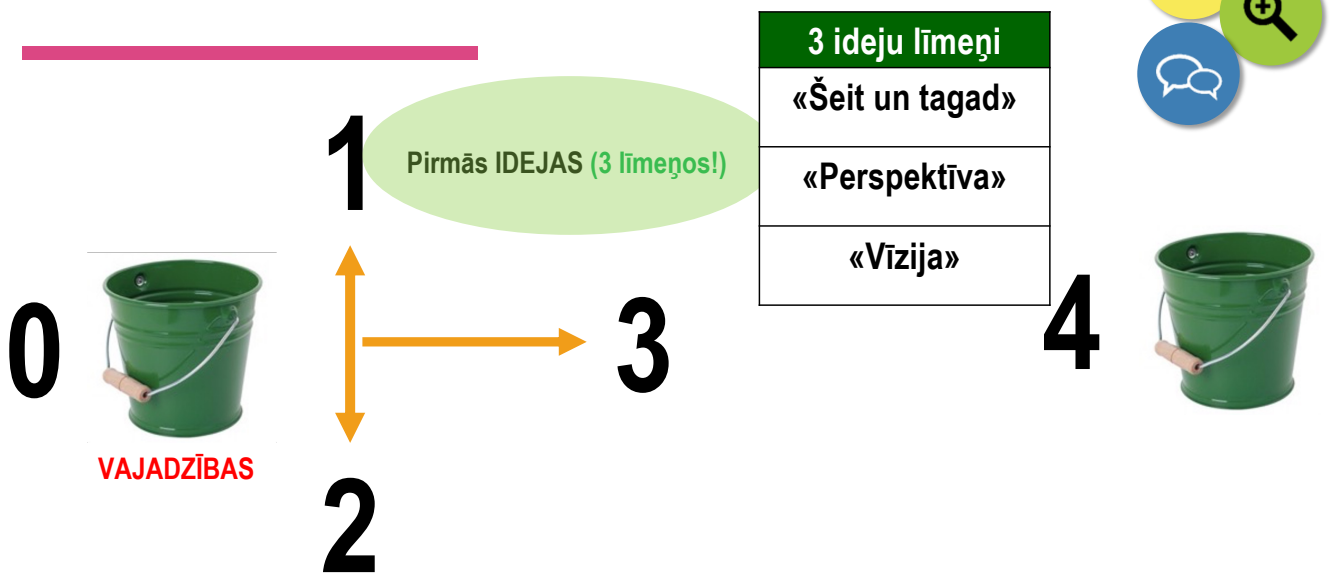 3 ideju līmeņi
«Šeit un tagad»
1
Pirmās IDEJAS (3 līmeņos!)
«Perspektīva»
«Vīzija»
0
3
4
VAJADZĪBAS
2